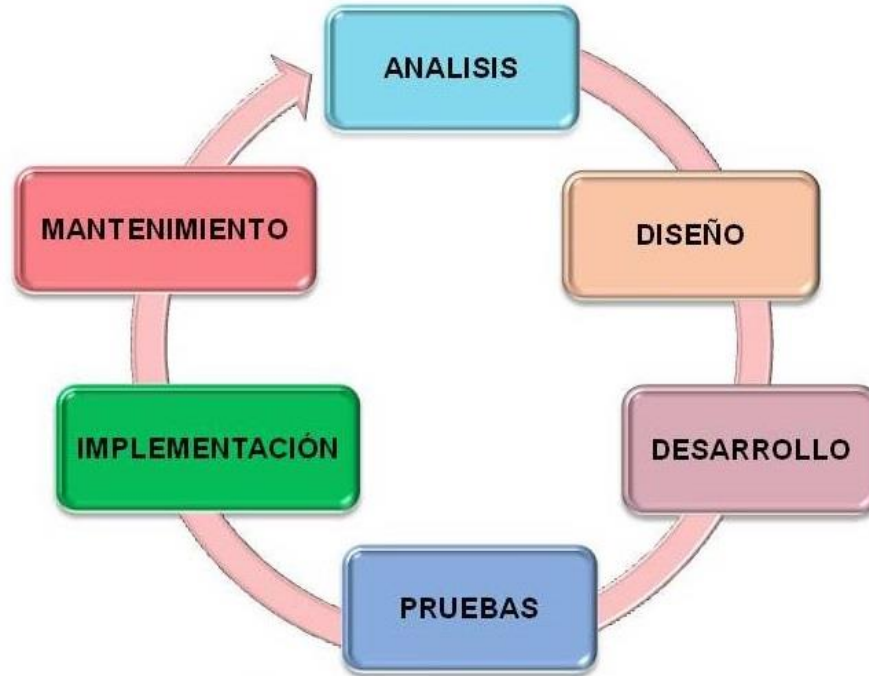 ANALISIS
DISEÑO
DESARROLLO
PRUEBAS
IMPLEMENTACIÓN
MANTENIMIENTO